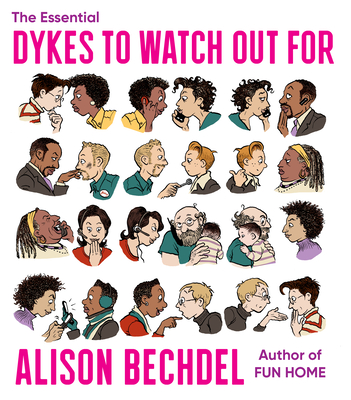 The Essential
DYKES TO WATCH OUT FOR
ALISON BECHDEL
Author of
FUN HOME